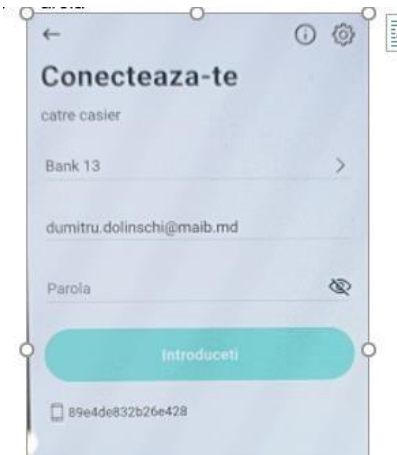 Conecteaza-te
catre casier
Bank 13
dumitru.dolinschi@maib.md
Parola
Introduceti
89e4de832b26e428